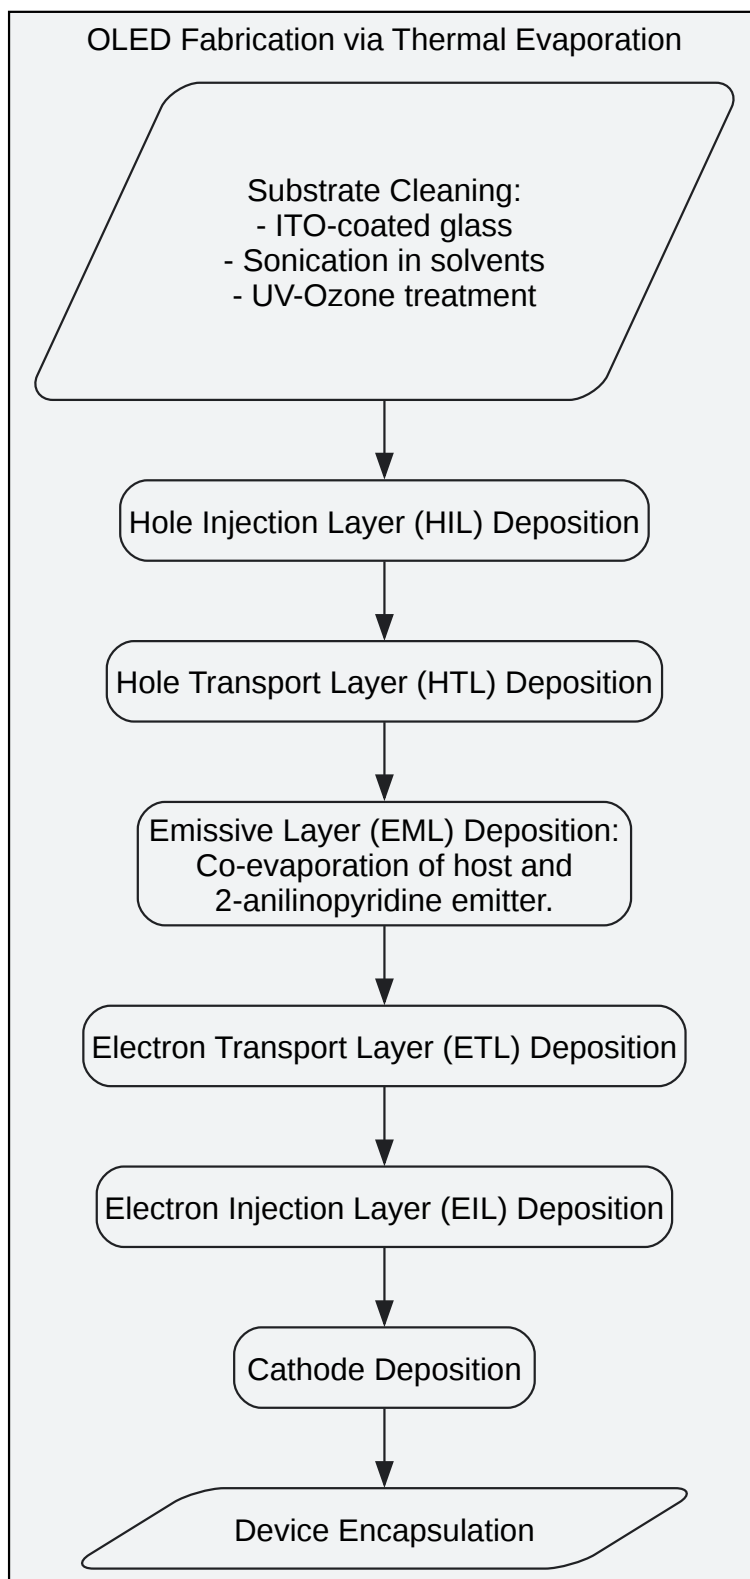 OLED Fabrication via Thermal Evaporation
Substrate Cleaning:
- ITO-coated glass
- Sonication in solvents
- UV-Ozone treatment
Hole Injection Layer (HIL) Deposition
Hole Transport Layer (HTL) Deposition
Emissive Layer (EML) Deposition:
Co-evaporation of host and
2-anilinopyridine emitter.
Electron Transport Layer (ETL) Deposition
Electron Injection Layer (EIL) Deposition
Cathode Deposition
Device Encapsulation